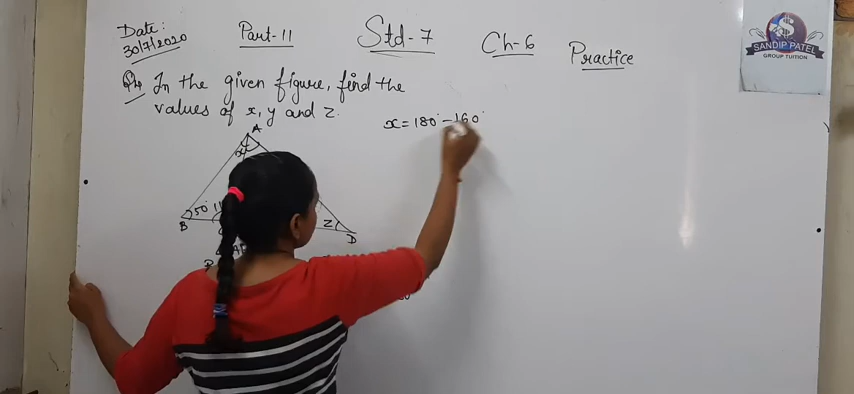 Date:
30/7/2020
Part-11
Std-7
Ch-6
Practice
SANDIP PATEL
GROUP TUITION
In the given figure, find the
values of x, y and z.
x = 180° - 160°
A
50°
B
z
D